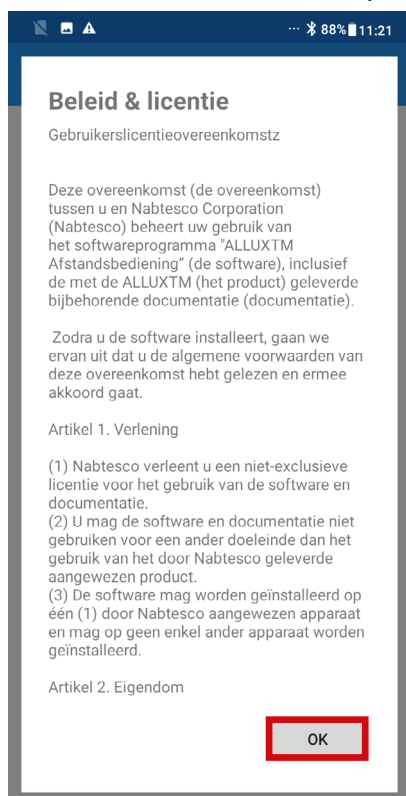 ... 88% 11:21
Beleid & licentie
Gebruikerslicentieovereenkomstz
Deze overeenkomst (de overeenkomst)
tussen u en Nabtesco Corporation
(Nabtesco) beheert uw gebruik van
het softwareprogramma "ALLUXTM
Afstandsbediening” (de software), inclusief
de met de ALLUXTM (het product) geleverde
bijbehorende documentatie (documentatie).
Zodra u de software installeert, gaan we
ervan uit dat u de algemene voorwaarden van
deze overeenkomst hebt gelezen en ermee
akkoord gaat.
Artikel 1. Verlening
(1) Nabtesco verleent u een niet-exclusieve
licentie voor het gebruik van de software en
documentatie.
(2) U mag de software en documentatie niet
gebruiken voor een ander doeleinde dan het
gebruik van het door Nabtesco geleverde
aangewezen product.
(3) De software mag worden geïnstalleerd op
één (1) door Nabtesco aangewezen apparaat
en mag op geen enkel ander apparaat worden
geïnstalleerd.
Artikel 2. Eigendom
OK